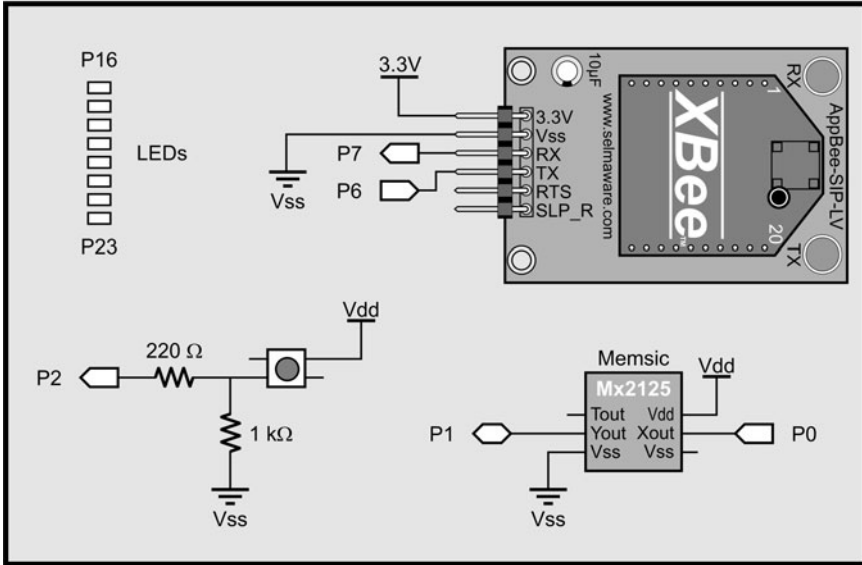 P16
LEDs
P23
3.3V
Vss
P7
P6
3.3V
Vss
RX
TX
RTS
SLP_R
10µF
www.selmaware.com
XBee™
1
20
RX
TX
AppBee-SIP-LV
Vdd
220 Ω
P2
1 kΩ
Vss
Memsic
Mx2125
Vdd
Tout Vdd
P1 Yout Xout P0
Vss Vss
Vss